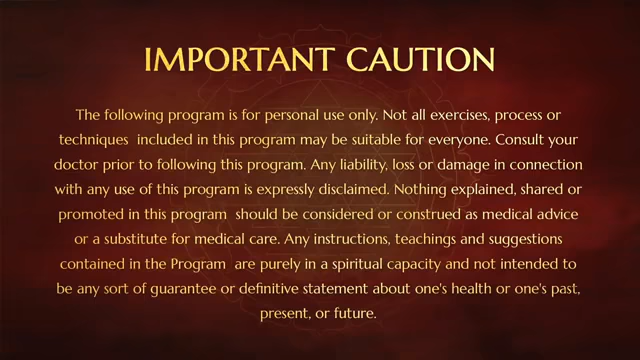 IMPORTANT CAUTION
The following program is for personal use only. Not all exercises, process or
techniques  included in this program may be suitable for everyone. Consult your
doctor prior to following this program. Any liability, loss or damage in connection
with any use of this program is expressly disclaimed. Nothing explained, shared or
promoted in this program  should be considered or construed as medical advice
or a substitute for medical care. Any instructions, teachings and suggestions
contained in the Program  are purely in a spiritual capacity and not intended to
be any sort of guarantee or definitive statement about one's health or one's past,
present, or future.